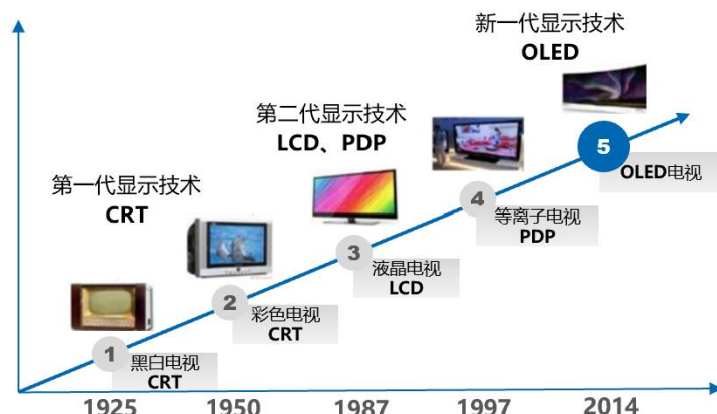 新一代显示技术
OLED
第二代显示技术
LCD、PDP
第一代显示技术
CRT
5
OLED电视
4
等离子电视
PDP
3
液晶电视
LCD
2
彩色电视
CRT
1
黑白电视
CRT
1925
1950
1987
1997
2014